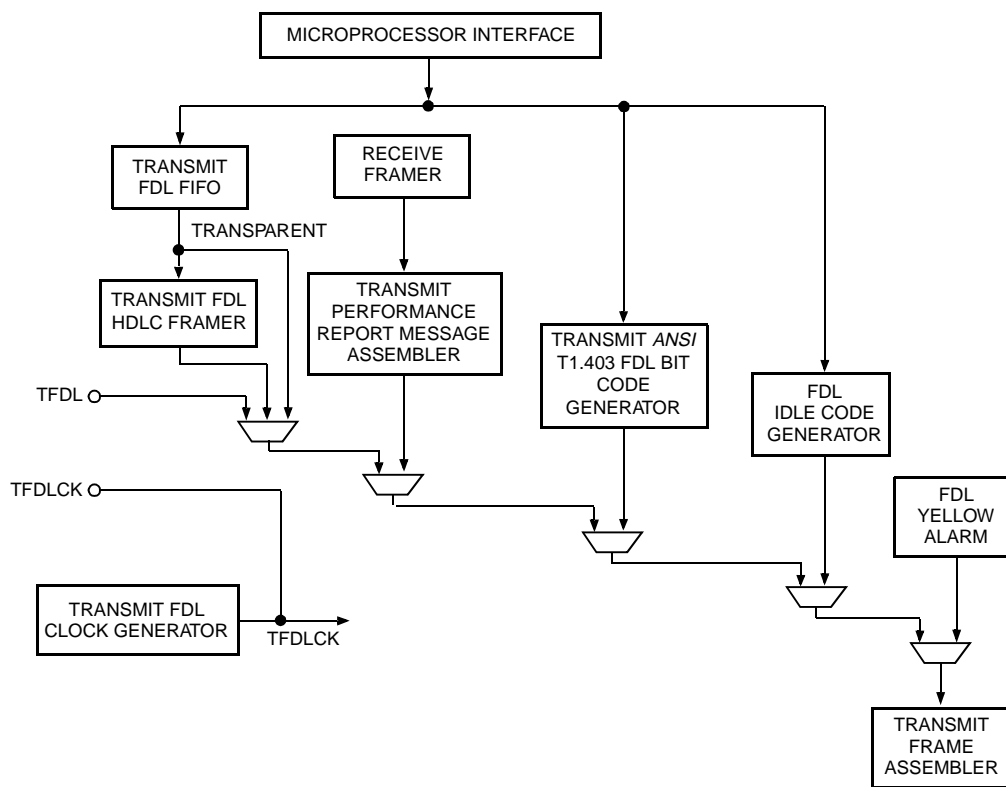 MICROPROCESSOR INTERFACE
TRANSMIT
FDL FIFO
RECEIVE
FRAMER
TRANSPARENT
TRANSMIT FDL
HDLC FRAMER
TRANSMIT
PERFORMANCE
REPORT MESSAGE
ASSEMBLER
TRANSMIT ANSI
T1.403 FDL BIT
CODE
GENERATOR
FDL
IDLE CODE
GENERATOR
TFDL
TFDLCK
FDL
YELLOW
ALARM
TRANSMIT FDL
CLOCK GENERATOR
TFDLCK
TRANSMIT
FRAME
ASSEMBLER